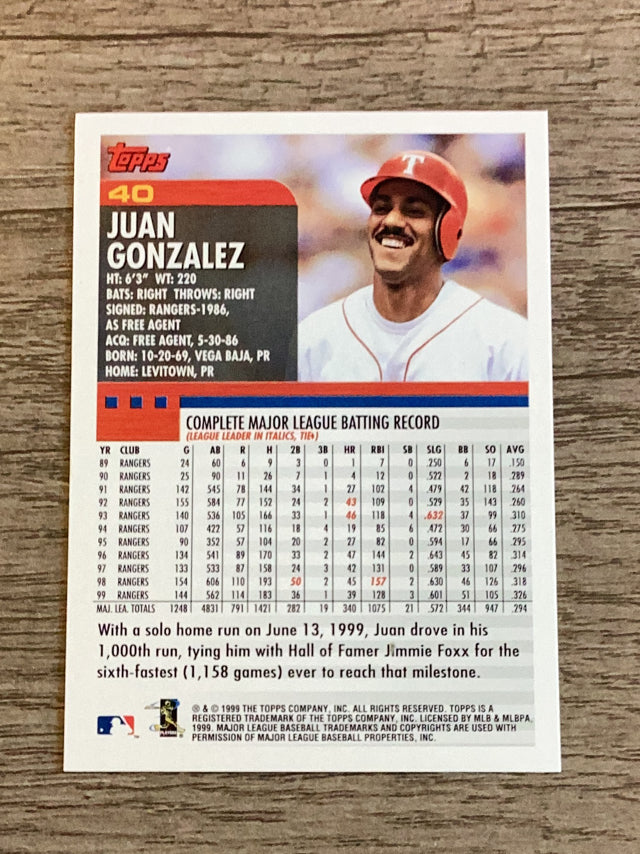 Topps
40
JUAN
GONZALEZ
HT: 6'3" WT: 220
BATS: RIGHT THROWS: RIGHT
SIGNED: RANGERS-1986,
AS FREE AGENT
ACQ: FREE AGENT, 5-30-86
BORN: 10-20-69, VEGA BAJA, PR
HOME: LEVITOWN, PR
T
COMPLETE MAJOR LEAGUE BATTING RECORD
(LEAGUE LEADER IN ITALICS, TIE♦)
YR CLUB G AB R H 2B 3B HR RBI SB SLG BB SO AVG
89 RANGERS 24 60 6 9 3 0 1 7 0 .250 6 17 .150
90 RANGERS 25 90 11 26 7 1 4 12 0 .522 2 18 .289
91 RANGERS 142 545 78 144 34 1 27 102 4 .479 42 118 .264
92 RANGERS 155 584 77 152 24 2 43 109 0 .529 35 143 .260
93 RANGERS 140 536 105 166 33 1 46 118 4 .632 37 99 .310
94 RANGERS 107 422 57 116 18 4 19 85 6 .472 30 66 .275
95 RANGERS 90 352 57 104 20 2 27 82 0 .594 17 66 .295
96 RANGERS 134 541 89 170 33 2 47 144 2 .643 45 82 .314
97 RANGERS 133 533 87 158 24 3 42 131 0 .589 33 107 .296
98 RANGERS 154 606 110 193 50 2 45 157 2 .630 46 126 .318
99 RANGERS 144 562 114 183 36 1 39 128 3 .601 51 105 .326
MAJ. LEA. TOTALS 1248 4831 791 1421 282 19 340 1075 21 .572 344 947 .294
With a solo home run on June 13, 1999, Juan drove in his
1,000th run, tying him with Hall of Famer Jimmie Foxx for the
sixth-fastest (1,158 games) ever to reach that milestone.
® & © 1999 THE TOPPS COMPANY, INC. ALL RIGHTS RESERVED. TOPPS IS A
REGISTERED TRADEMARK OF THE TOPPS COMPANY, INC. LICENSED BY MLB & MLBPA,
1999. MAJOR LEAGUE BASEBALL TRADEMARKS AND COPYRIGHTS ARE USED WITH
PERMISSION OF MAJOR LEAGUE BASEBALL PROPERTIES, INC.